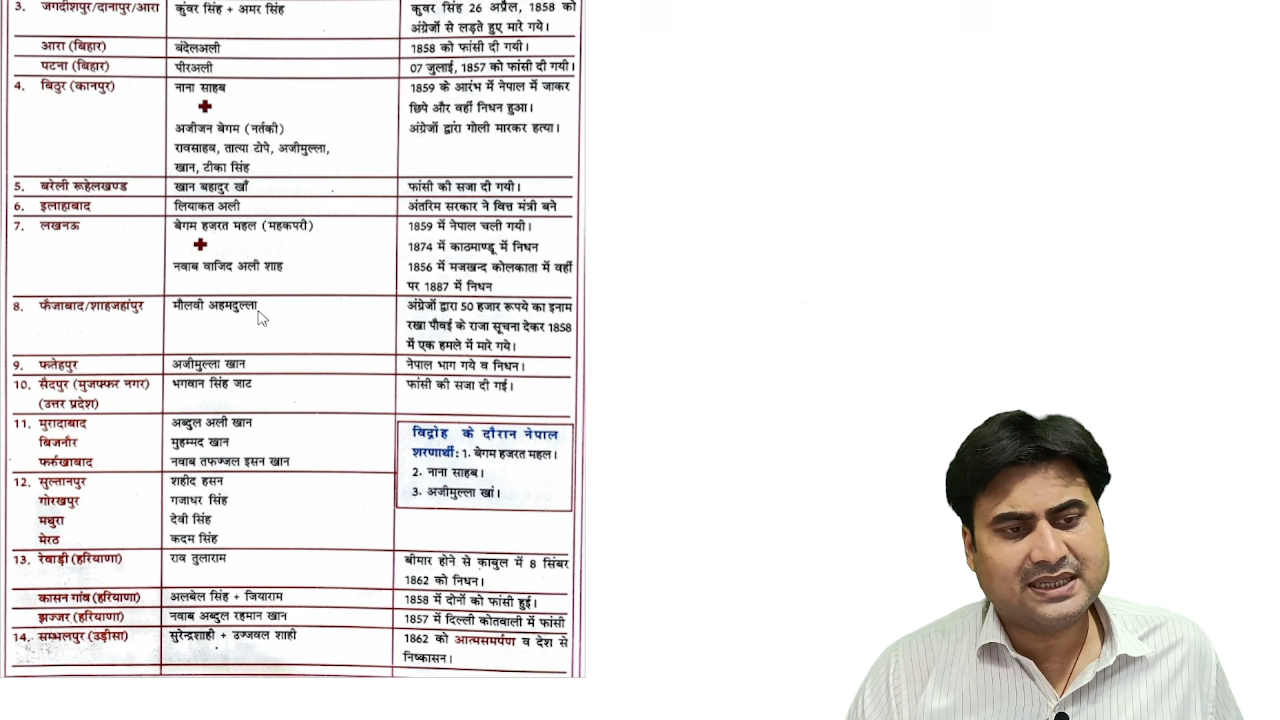 3. जगदीशपुर/दानापुर/आरा कुंवर सिंह + अमर सिंह कुवर सिंह 26 अप्रैल, 1858 को
अंग्रेजों से लड़ते हुए मारे गये।
आरा (बिहार) बंदेलअली 1858 को फांसी दी गयी।
पटना (बिहार) पीरअली 07 जुलाई, 1857 को फांसी दी गयी।
4. बिठुर (कानपुर) नाना साहब 1859 के आरंभ में नेपाल में जाकर
+ छिपे और वहीं निधन हुआ।
अजीजन बेगम (नर्तकी) अंग्रेजों द्वारा गोली मारकर हत्या।
रावसाहब, तात्या टोपे, अजीमुल्ला,
खान, टीका सिंह
5. बरेली रूहेलखण्ड खान बहादुर खाँ फांसी की सजा दी गयी।
6. इलाहाबाद लियाकत अली अंतरिम सरकार ने वित्त मंत्री बने
7. लखनऊ बेगम हजरत महल (महकपरी) 1859 में नेपाल चली गयी।
+ 1874 में काठमाण्डू में निधन
नवाब वाजिद अली शाह 1856 में मजखन्द कोलकाता में वहीं
पर 1887 में निधन
8. फैजाबाद/शाहजहांपुर मौलवी अहमदुल्ला अंग्रेजों द्वारा 50 हजार रूपये का इनाम
रखा पौवई के राजा सूचना देकर 1858
में एक हमले में मारे गये।
9. फतेहपुर अजीमुल्ला खान नेपाल भाग गये व निधन।
10. सैदपुर (मुजफ्फर नगर) भगवान सिंह जाट फांसी की सजा दी गई।
(उत्तर प्रदेश)
11. मुरादाबाद अब्दुल अली खान
बिजनौर मुहम्मद खान
फर्रुखाबाद नवाब तफज्जल इसन खान
विद्रोह के दौरान नेपाल
शरणार्थी: 1. बेगम हजरत महल।
2. नाना साहब।
3. अजीमुल्ला खां।
12. सुल्तानपुर शहीद हसन
गोरखपुर गजाधर सिंह
मथुरा देवी सिंह
मेरठ कदम सिंह
13. रेवाड़ी (हरियाणा) राव तुलाराम बीमार होने से काबुल में 8 सिंबर
1862 को निधन।
कासन गांव (हरियाणा) अलबेल सिंह + जियाराम 1858 में दोनों को फांसी हुई।
झज्जर (हरियाणा) नवाब अब्दुल रहमान खान 1857 में दिल्ली कोतवाली में फांसी
14. सम्भलपुर (उड़ीसा) सुरेन्द्रशाही + उज्जवल शाही 1862 को आत्मसमर्पण व देश से
निष्कासन।